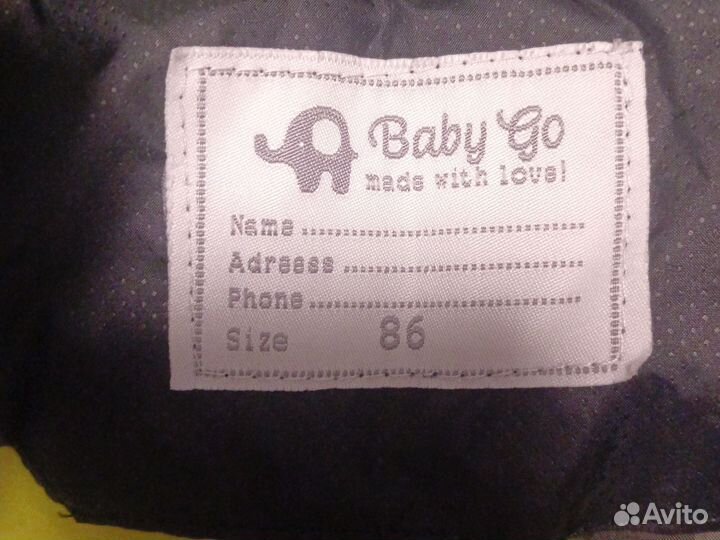 Baby Go
made with love!
Name..............................
Adresss ..............................
Phone..............................
Size 86
Avito